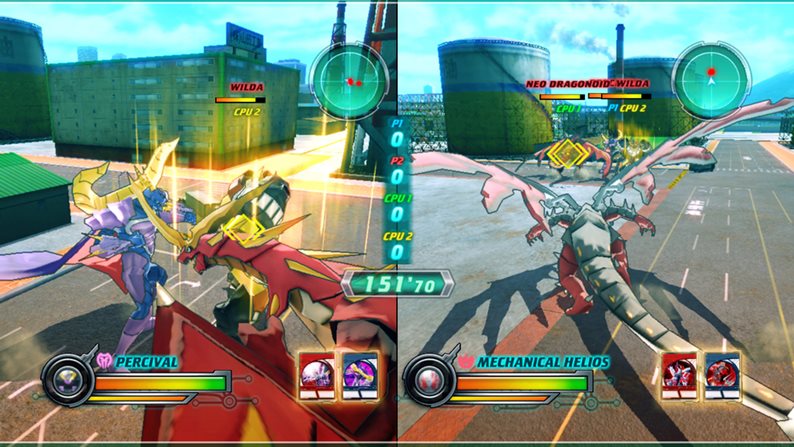 WILDA
CPU 2
P1
0
P2
0
CPU 1
0
CPU 2
0
151'70
PERCIVAL
NEO DRAGONOID WILDA
CPU 1 P1 CPU 2
MECHANICAL HELIOS